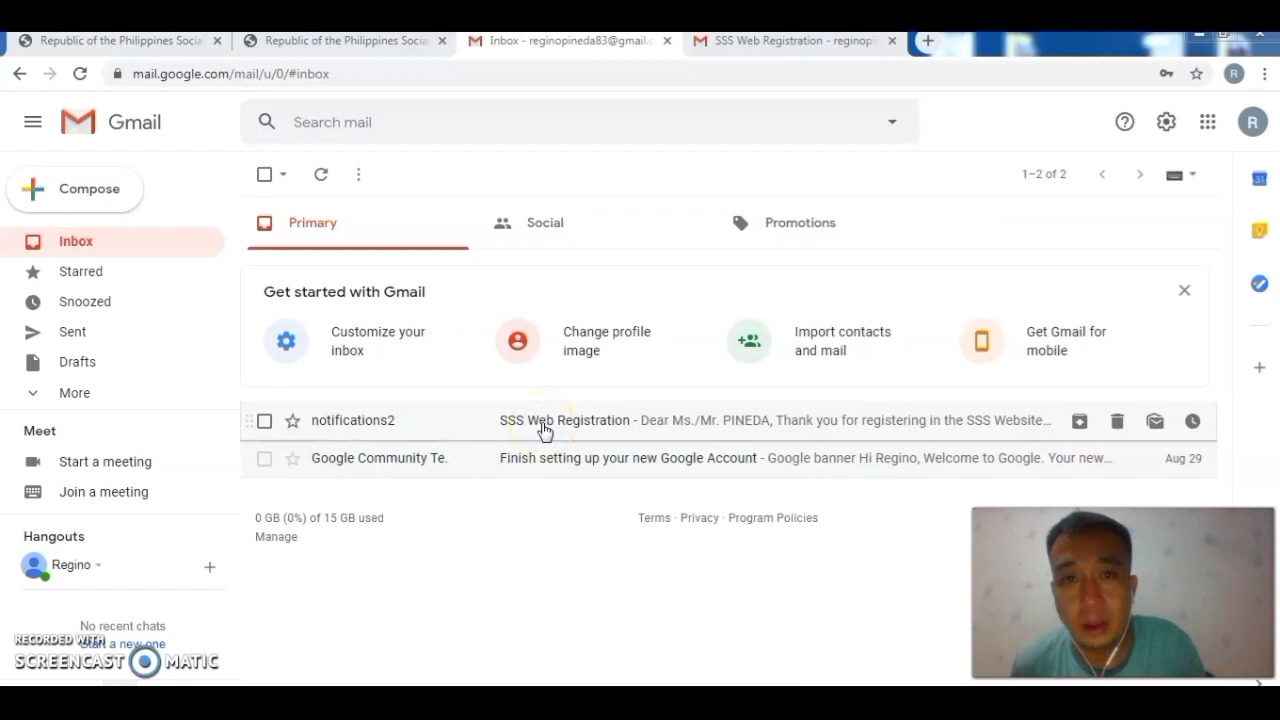 Republic of the Philippines Socia
Republic of the Philippines Socia
Inbox - reginopineda83@gmail.c
SSS Web Registration - reginopi
mail.google.com/mail/u/0/#inbox
R
Gmail
Search mail
R
Compose
1–2 of 2
Primary
Social
Promotions
Inbox
Starred
Snoozed
Sent
Drafts
More
Get started with Gmail
Customize your inbox
Change profile image
Import contacts and mail
Get Gmail for mobile
notifications2 SSS Web Registration - Dear Ms./Mr. PINEDA, Thank you for registering in the SSS Website...
Google Community Te. Finish setting up your new Google Account - Google banner Hi Regino, Welcome to Google. Your new... Aug 29
Meet
Start a meeting
Join a meeting
0 GB (0%) of 15 GB used
Manage
Terms · Privacy · Program Policies
Hangouts
Regino
No recent chats
Start a new one
RECORDED WITH
SCREENCAST MATIC
31